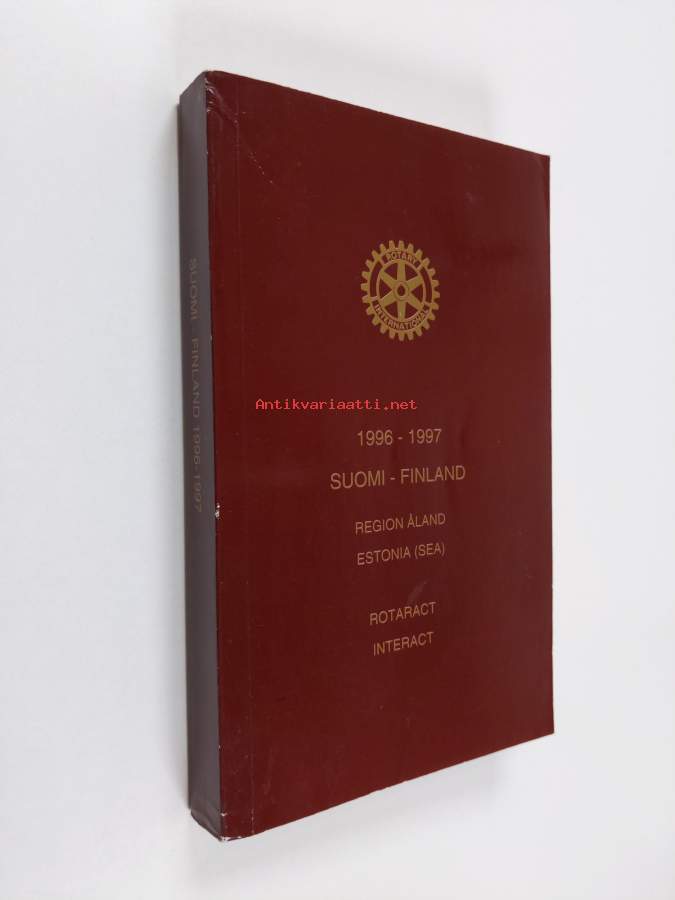 ROTARY
INTERNATIONAL
Antikvariaatti.net
1996 - 1997
SUOMI - FINLAND
REGION ÅLAND
ESTONIA (SEA)
ROTARACT
INTERACT
SUOMI - FINLAND 1996-1997